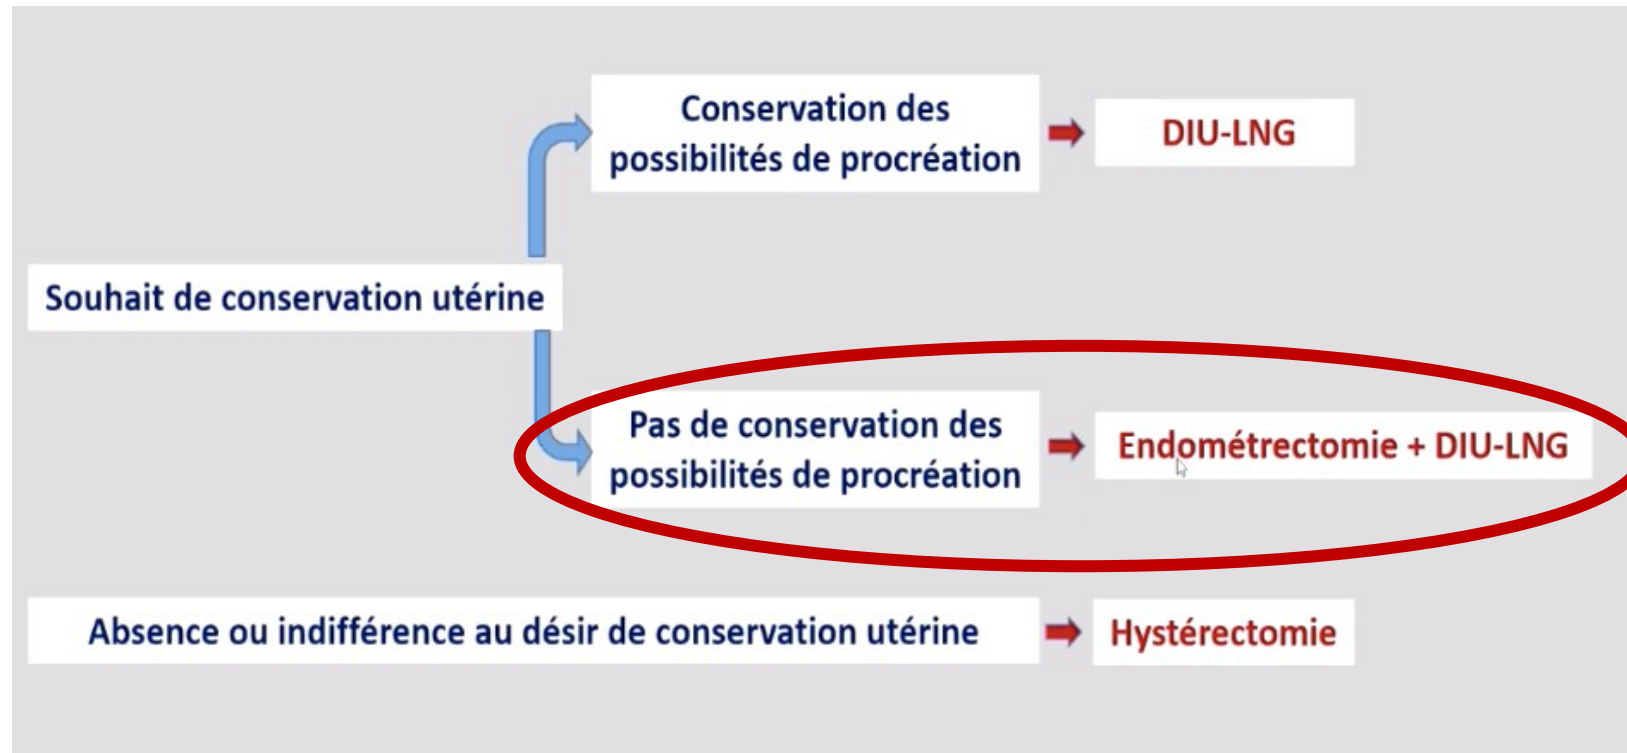 Conservation des
possibilités de procréation
DIU-LNG
Souhait de conservation utérine
Pas de conservation des
possibilités de procréation
Endométrectomie + DIU-LNG
Absence ou indifférence au désir de conservation utérine
Hystérectomie